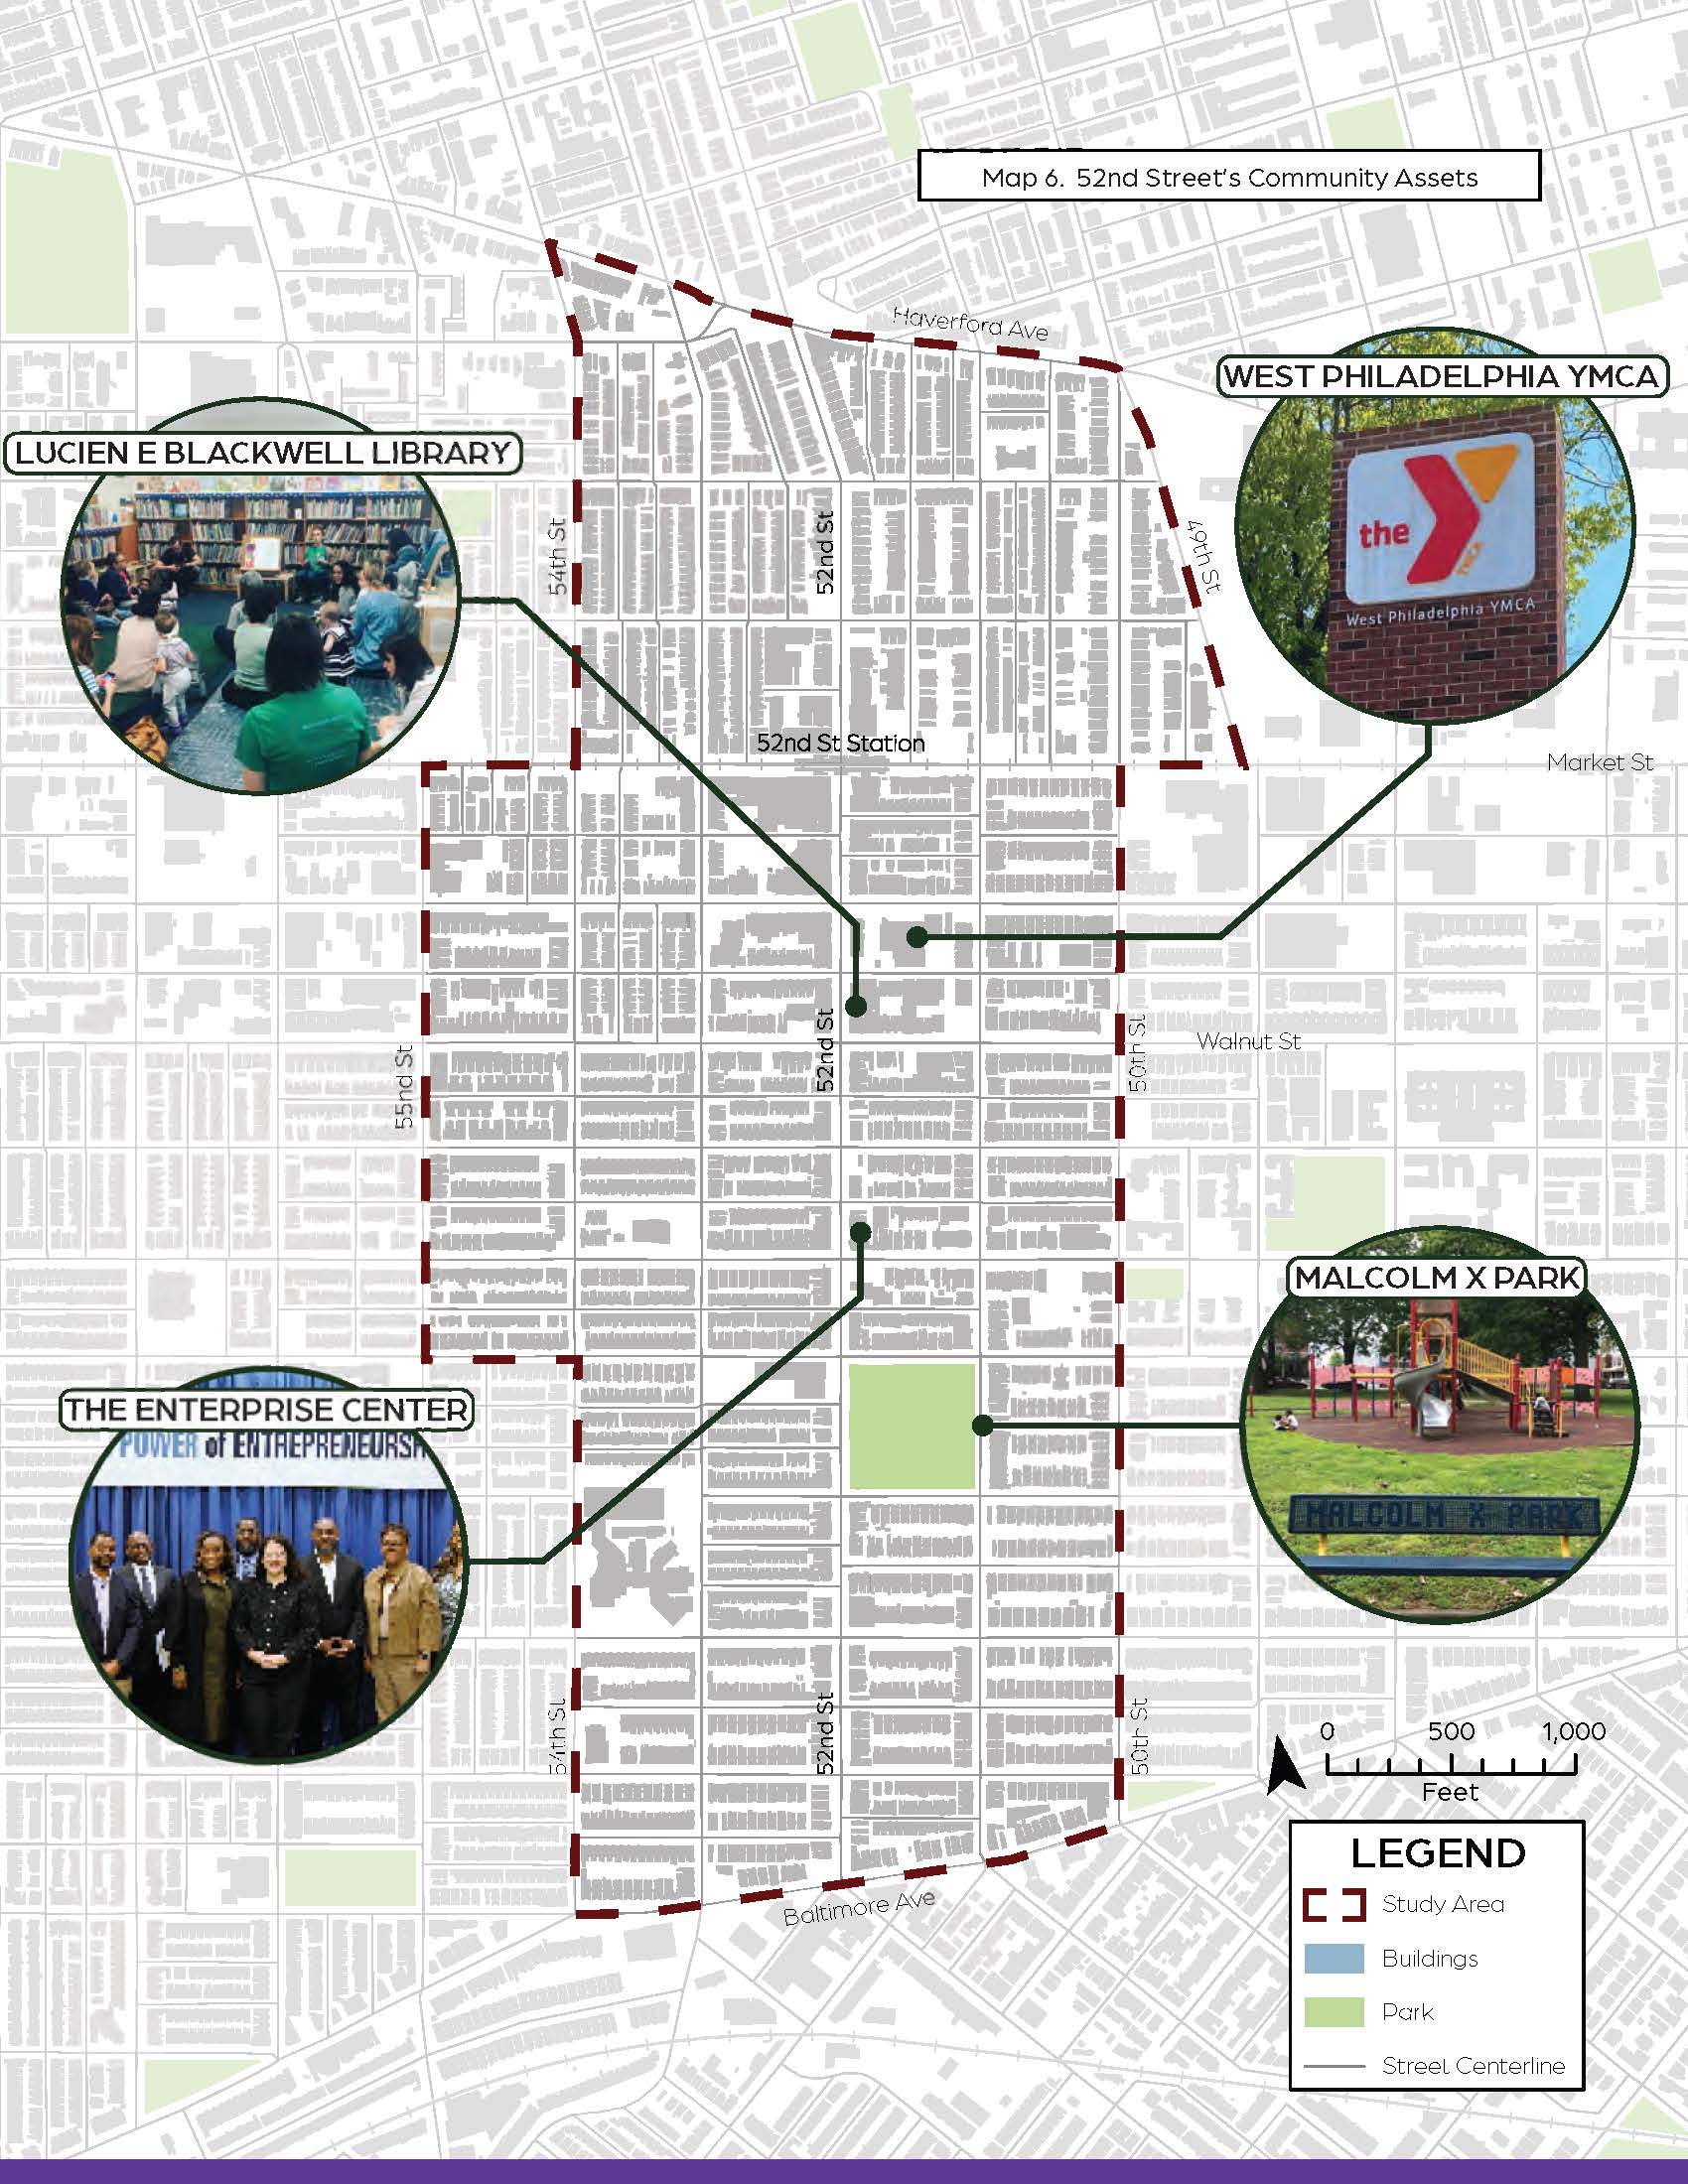 Map 6. 52nd Street's Community Assets
Haverford Ave
WEST PHILADELPHIA YMCA
the
YMCA
West Philadelphia YMCA
LUCIEN E BLACKWELL LIBRARY
54th St
52nd St
49th St
52nd St Station
Market St
52nd St
50th St
Walnut St
55nd St
MALCOLM X PARK
MALCOLM X PARK
THE ENTERPRISE CENTER
POWER of ENTREPRENEURSH
54th St
52nd St
50th St
0 500 1,000
Feet
Baltimore Ave
LEGEND
Study Area
Buildings
Park
Street Centerline